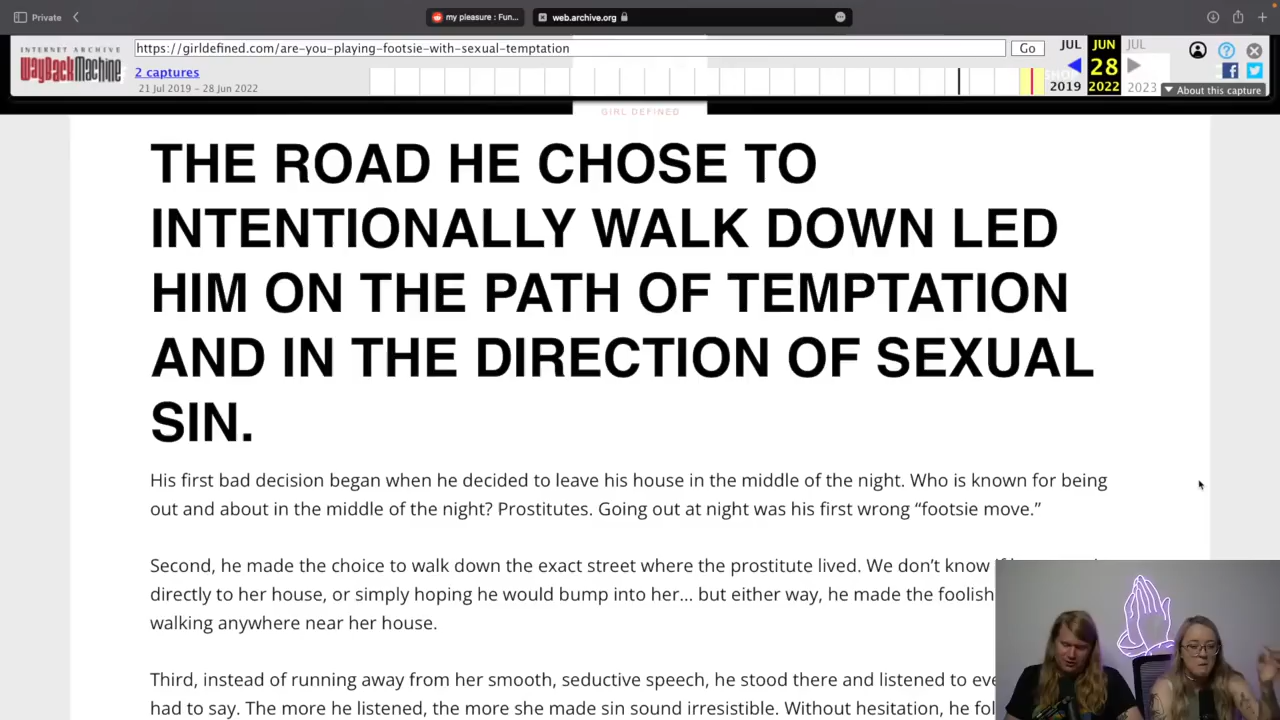 Private
my pleasure : Fun...
web.archive.org
INTERNET ARCHIVE
WayBackMachine
https://girldefined.com/are-you-playing-footsie-with-sexual-temptation
Go
JUL
JUN
JUL
2 captures
28
21 Jul 2019 – 28 Jun 2022
2019
2022
2023
About this capture
GIRL DEFINED
THE ROAD HE CHOSE TO
INTENTIONALLY WALK DOWN LED
HIM ON THE PATH OF TEMPTATION
AND IN THE DIRECTION OF SEXUAL
SIN.
His first bad decision began when he decided to leave his house in the middle of the night. Who is known for being
out and about in the middle of the night? Prostitutes. Going out at night was his first wrong “footsie move.”
Second, he made the choice to walk down the exact street where the prostitute lived. We don’t know
directly to her house, or simply hoping he would bump into her... but either way, he made the foolish
walking anywhere near her house.
Third, instead of running away from her smooth, seductive speech, he stood there and listened to
had to say. The more he listened, the more she made sin sound irresistible. Without hesitation, he